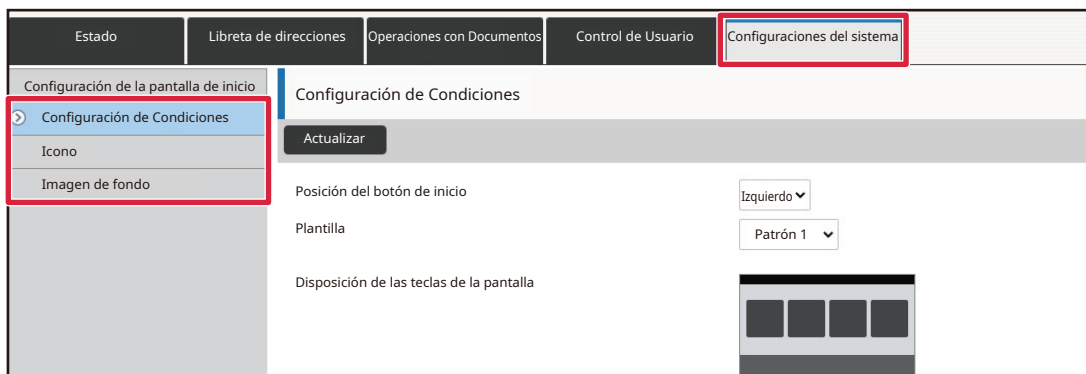 Estado
Libreta de direcciones
Operaciones con Documentos
Control de Usuario
Configuraciones del sistema
Configuración de la pantalla de inicio
Configuración de Condiciones
Icono
Imagen de fondo
Configuración de Condiciones
Actualizar
Posición del botón de inicio
Izquierdo
Plantilla
Patrón 1
Disposición de las teclas de la pantalla